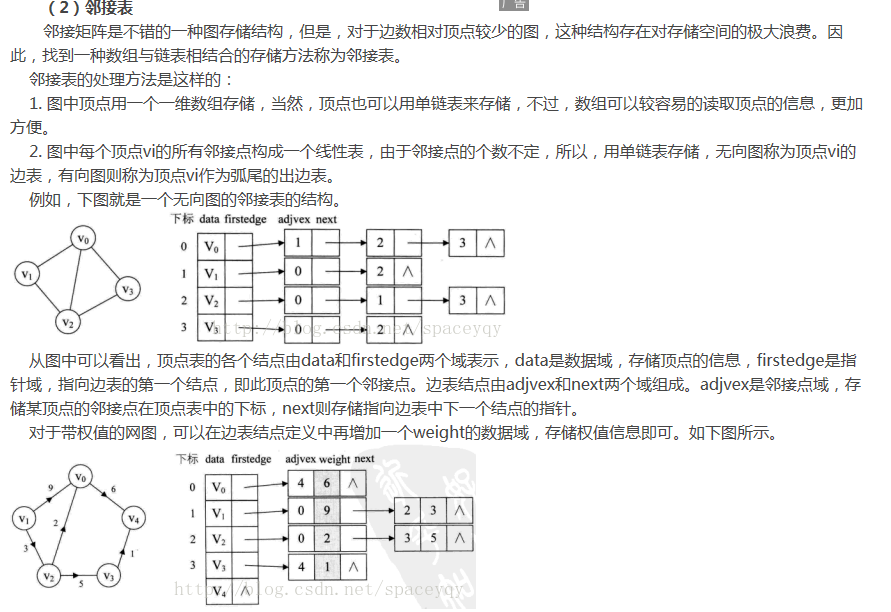 广告
（2）邻接表
邻接矩阵是不错的一种图存储结构，但是，对于边数相对顶点较少的图，这种结构存在对存储空间的极大浪费。因
此，找到一种数组与链表相结合的存储方法称为邻接表。
邻接表的处理方法是这样的：
1. 图中顶点用一个一维数组存储，当然，顶点也可以用单链表来存储，不过，数组可以较容易的读取顶点的信息，更加
方便。
2. 图中每个顶点vi的所有邻接点构成一个线性表，由于邻接点的个数不定，所以，用单链表存储，无向图称为顶点vi的
边表，有向图则称为顶点vi作为弧尾的出边表。
例如，下图就是一个无向图的邻接表的结构。
下标 data firstedge adjvex next
V0 V1 V2 V3
0 V0 1 2 3 ∧
1 V1 0 2 ∧
2 V2 0 1 3 ∧
3 V3 0 2 ∧
http://blog.csdn.net/spaceyqy
从图中可以看出，顶点表的各个结点由data和firstedge两个域表示，data是数据域，存储顶点的信息，firstedge是指
针域，指向边表的第一个结点，即此顶点的第一个邻接点。边表结点由adjvex和next两个域组成。adjvex是邻接点域，存
储某顶点的邻接点在顶点表中的下标，next则存储指向边表中下一个结点的指针。
对于带权值的网图，可以在边表结点定义中再增加一个weight的数据域，存储权值信息即可。如下图所示。
下标 data firstedge adjvex weight next
V0
9 6
V1 2 V4
3 1
V2 5 V3
0 V0 4 6 ∧
1 V1 0 9 2 3 ∧
2 V2 0 2 3 5 ∧
3 V3 4 1 ∧
V4 ∧
http://blog.csdn.net/spaceyqy